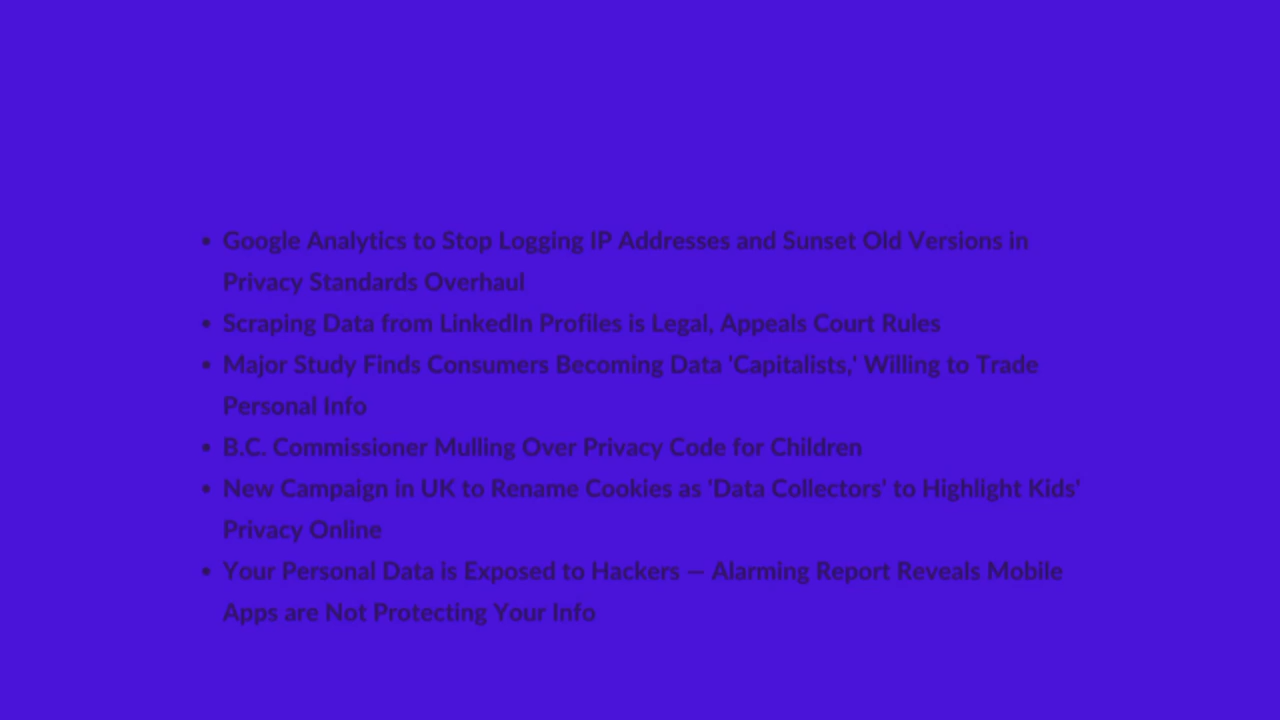 • Google Analytics to Stop Logging IP Addresses and Sunset Old Versions in
Privacy Standards Overhaul
• Scraping Data from LinkedIn Profiles is Legal, Appeals Court Rules
• Major Study Finds Consumers Becoming Data 'Capitalists,' Willing to Trade
Personal Info
• B.C. Commissioner Mulling Over Privacy Code for Children
• New Campaign in UK to Rename Cookies as 'Data Collectors' to Highlight Kids'
Privacy Online
• Your Personal Data is Exposed to Hackers — Alarming Report Reveals Mobile
Apps are Not Protecting Your Info